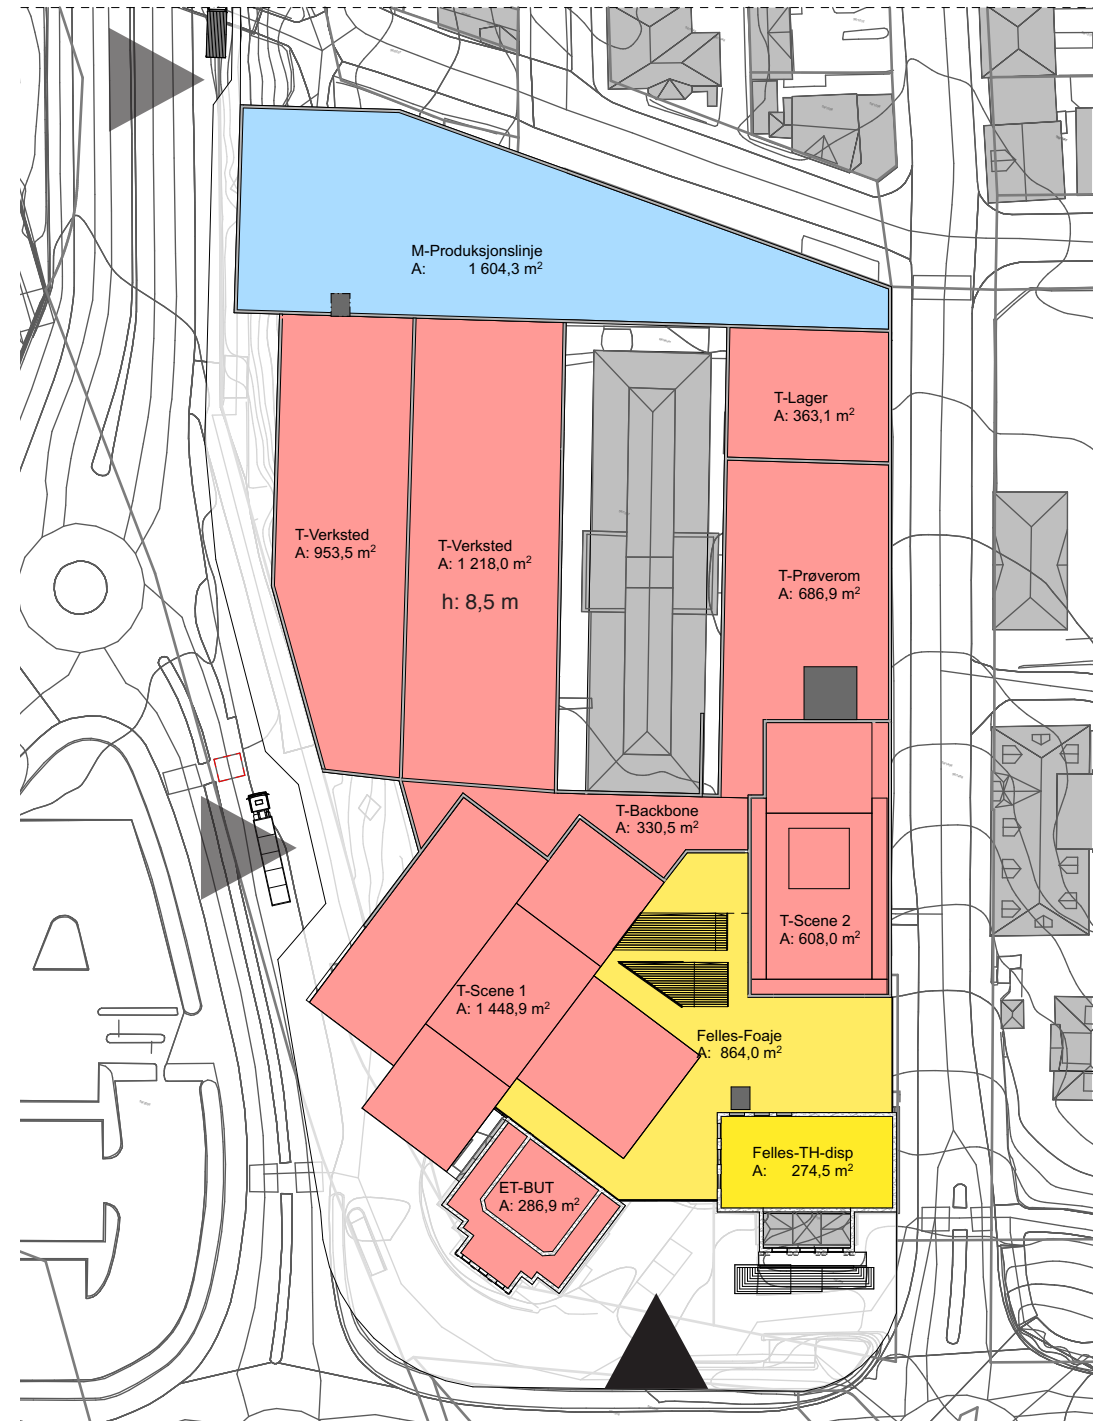 M-Produksjonslinje
A: 1 604,3 m²
T-Lager
A: 363,1 m²
T-Verksted
A: 953,5 m²
T-Verksted
A: 1 218,0 m²
h: 8,5 m
T-Prøverom
A: 686,9 m²
T-Backbone
A: 330,5 m²
T-Scene 2
A: 608,0 m²
T-Scene 1
A: 1 448,9 m²
Felles-Foaje
A: 864,0 m²
Felles-TH-disp
A: 274,5 m²
ET-BUT
A: 286,9 m²